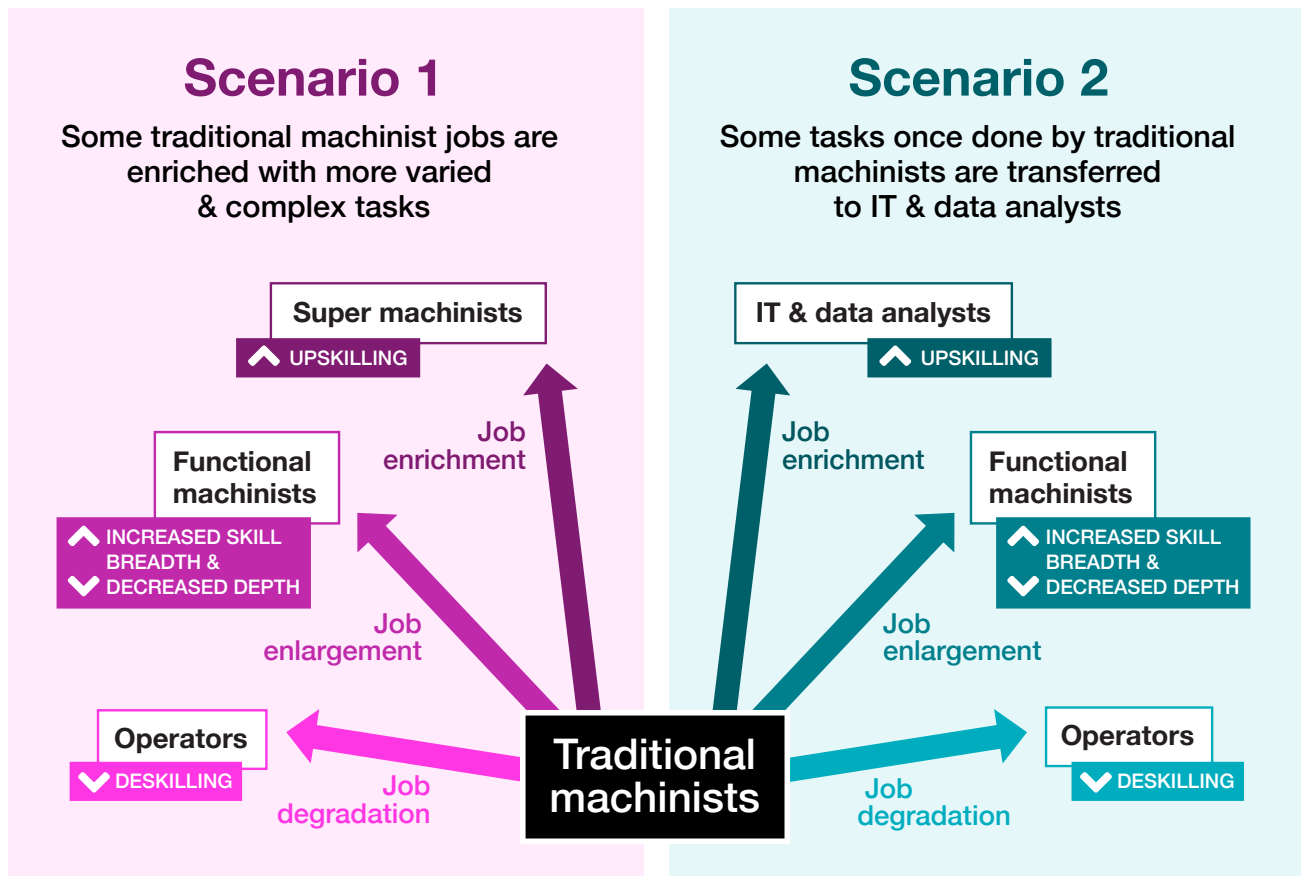 Scenario 1
Some traditional machinist jobs are
enriched with more varied
& complex tasks
Super machinists
UPSKILLING
Job
enrichment
Functional
machinists
INCREASED SKILL
BREADTH &
DECREASED DEPTH
Job
enlargement
Operators
DESKILLING
Job
degradation
Traditional
machinists
Scenario 2
Some tasks once done by traditional
machinists are transferred
to IT & data analysts
IT & data analysts
UPSKILLING
Job
enrichment
Functional
machinists
INCREASED SKILL
BREADTH &
DECREASED DEPTH
Job
enlargement
Operators
DESKILLING
Job
degradation